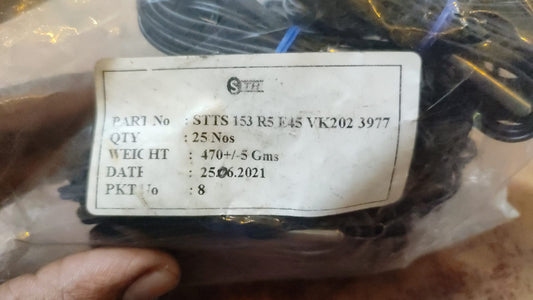 STH
PART No : STTS 153 R5 E45 VK202 3977
QTY : 25 Nos
WEIGHT : 470+/-5 Gms
DATE : 25.06.2021
PKT No : 8